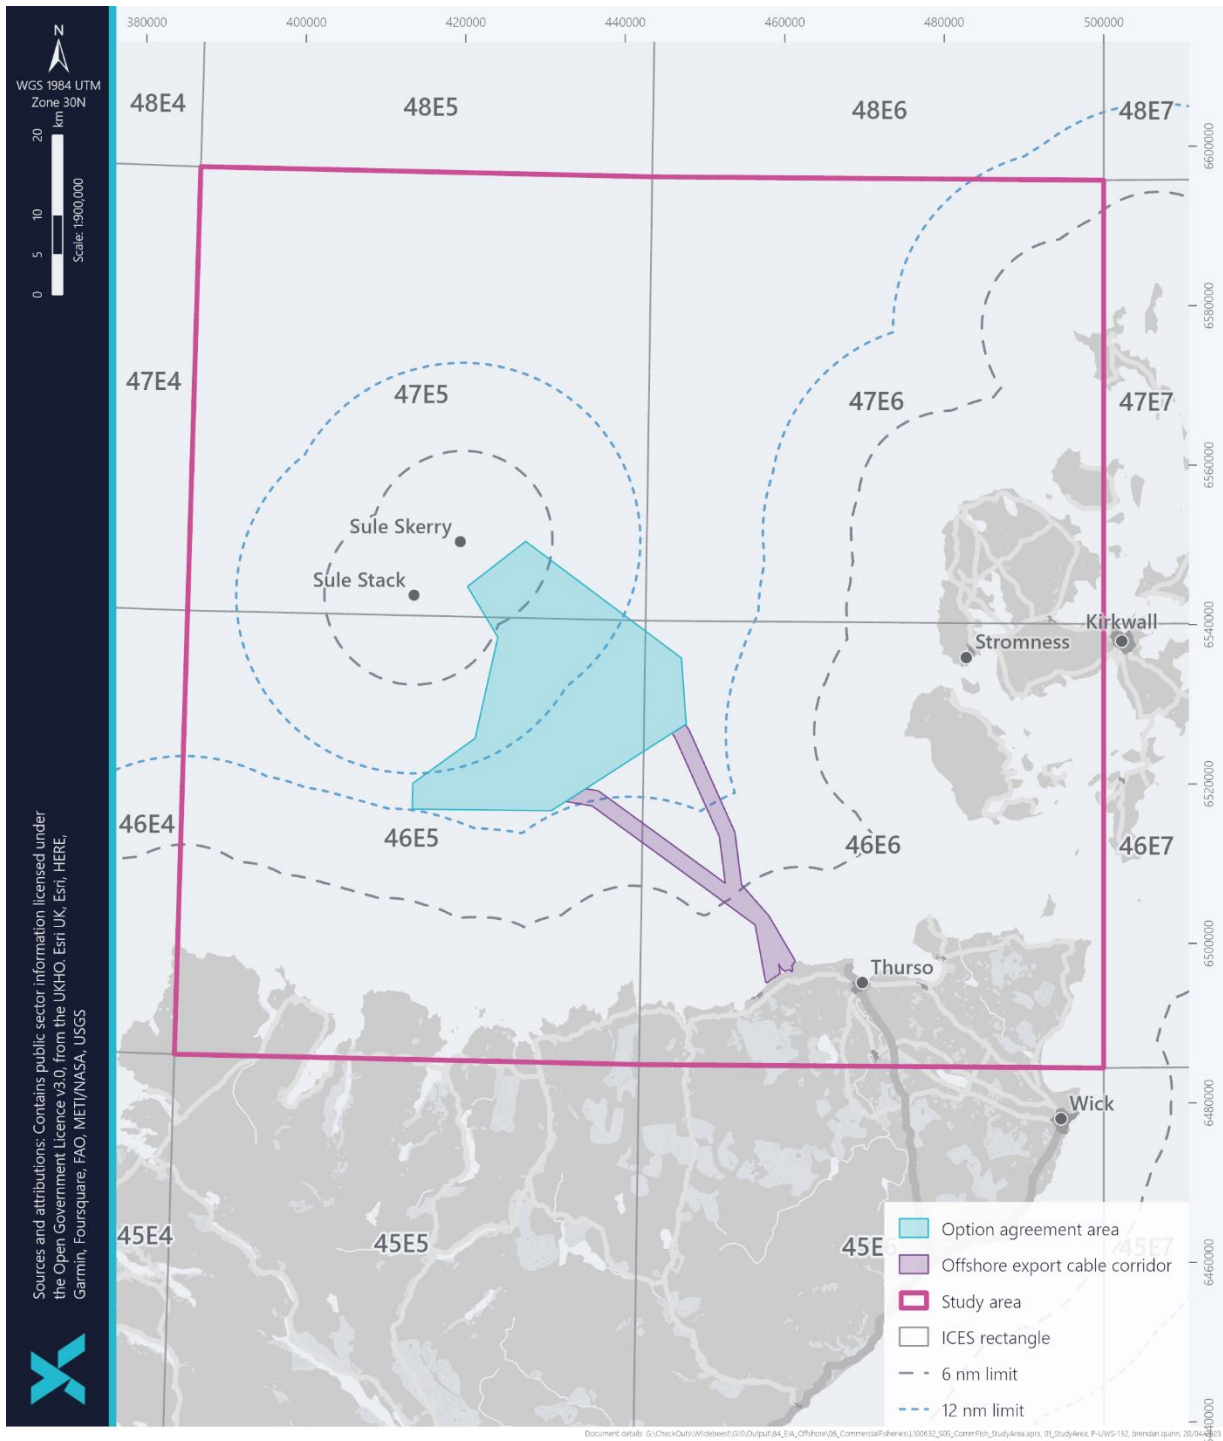 380000
400000
420000
440000
460000
480000
500000
N
WGS 1984 UTM
Zone 30N
0 5 10 20 km
Scale: 1:900,000
48E4
48E5
48E6
48E7
6600000
6580000
47E4
47E5
47E6
47E7
6560000
Sule Skerry
Sule Stack
6540000
Kirkwall
Stromness
6520000
46E4
46E5
46E6
46E7
6500000
Thurso
Wick
6480000
45E4
45E5
45E6
45E7
6460000
Sources and attributions: Contains public sector information licensed under
the Open Government Licence v3.0, from the UKHO. Esri UK, Esri, HERE,
Garmin, Foursquare, FAO, METI/NASA, USGS
Option agreement area
Offshore export cable corridor
Study area
ICES rectangle
6 nm limit
12 nm limit
6440000